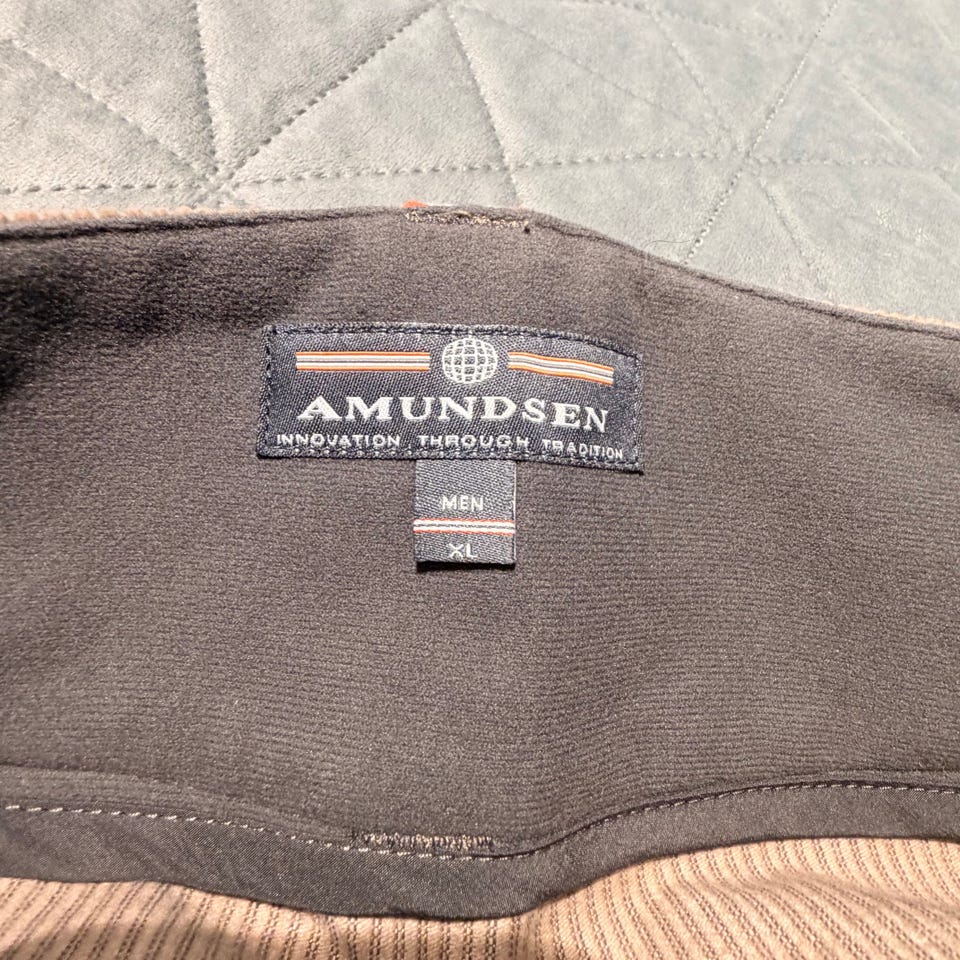 AMUNDSEN
INNOVATION THROUGH TRADITION
MEN
XL